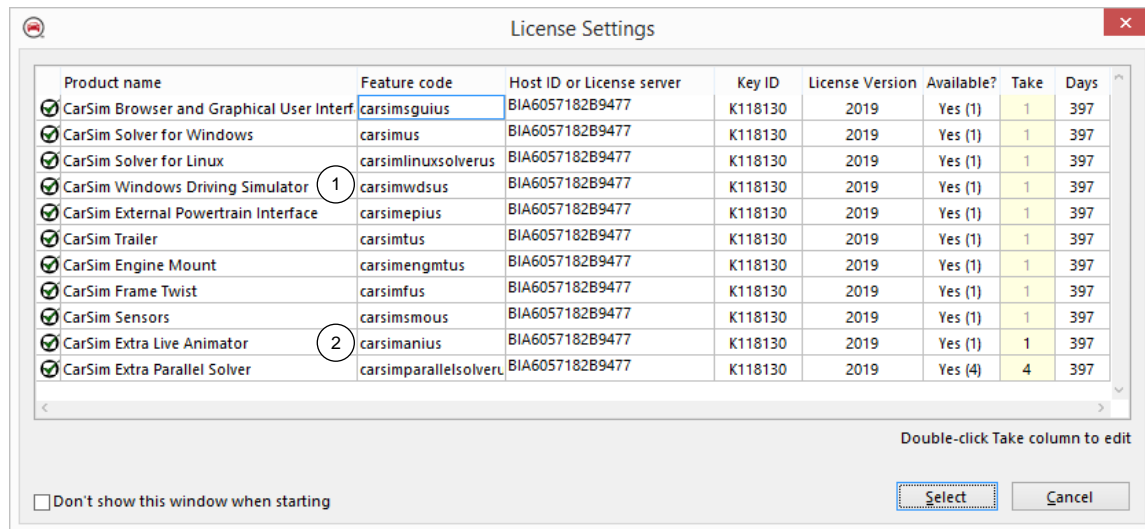 License Settings
Product name Feature code Host ID or License server Key ID License Version Available? Take Days
CarSim Browser and Graphical User Interf carsimsguius BIA6057182B9477 K118130 2019 Yes (1) 1 397
CarSim Solver for Windows carsimus BIA6057182B9477 K118130 2019 Yes (1) 1 397
CarSim Solver for Linux carsimlinuxsolverus BIA6057182B9477 K118130 2019 Yes (1) 1 397
CarSim Windows Driving Simulator 1 carsimwdsus BIA6057182B9477 K118130 2019 Yes (1) 1 397
CarSim External Powertrain Interface carsimepius BIA6057182B9477 K118130 2019 Yes (1) 1 397
CarSim Trailer carsimtus BIA6057182B9477 K118130 2019 Yes (1) 1 397
CarSim Engine Mount carsimengmtus BIA6057182B9477 K118130 2019 Yes (1) 1 397
CarSim Frame Twist carsimfus BIA6057182B9477 K118130 2019 Yes (1) 1 397
CarSim Sensors carsimsmous BIA6057182B9477 K118130 2019 Yes (1) 1 397
CarSim Extra Live Animator 2 carsimanius BIA6057182B9477 K118130 2019 Yes (1) 1 397
CarSim Extra Parallel Solver carsimparallelsolveru BIA6057182B9477 K118130 2019 Yes (4) 4 397
Double-click Take column to edit
Don't show this window when starting Select Cancel